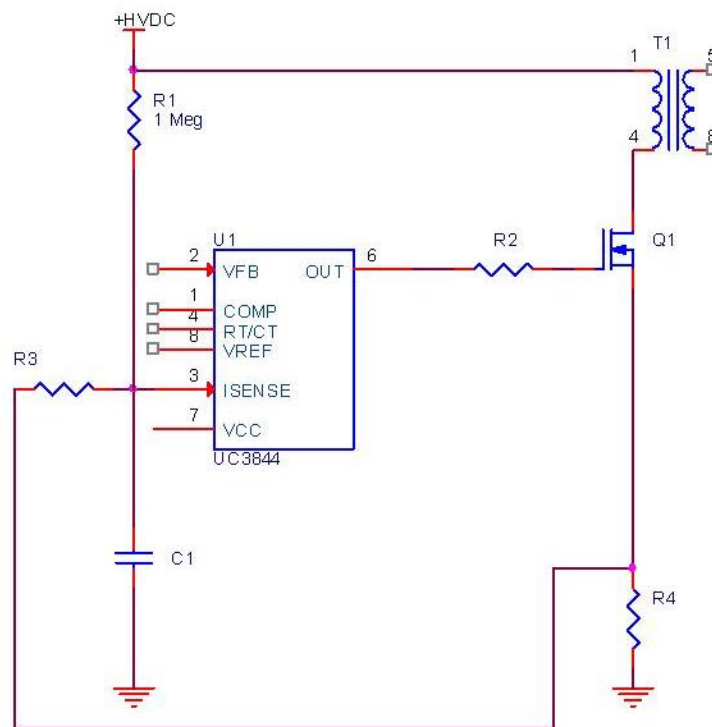 +HVDC
T1
1
5
R1
1 Meg
4
8
U1
Q1
2
6
R2
VFB
OUT
1
COMP
4
RT/CT
8
VREF
R3
3
ISENSE
7
VCC
UC3844
C1
R4